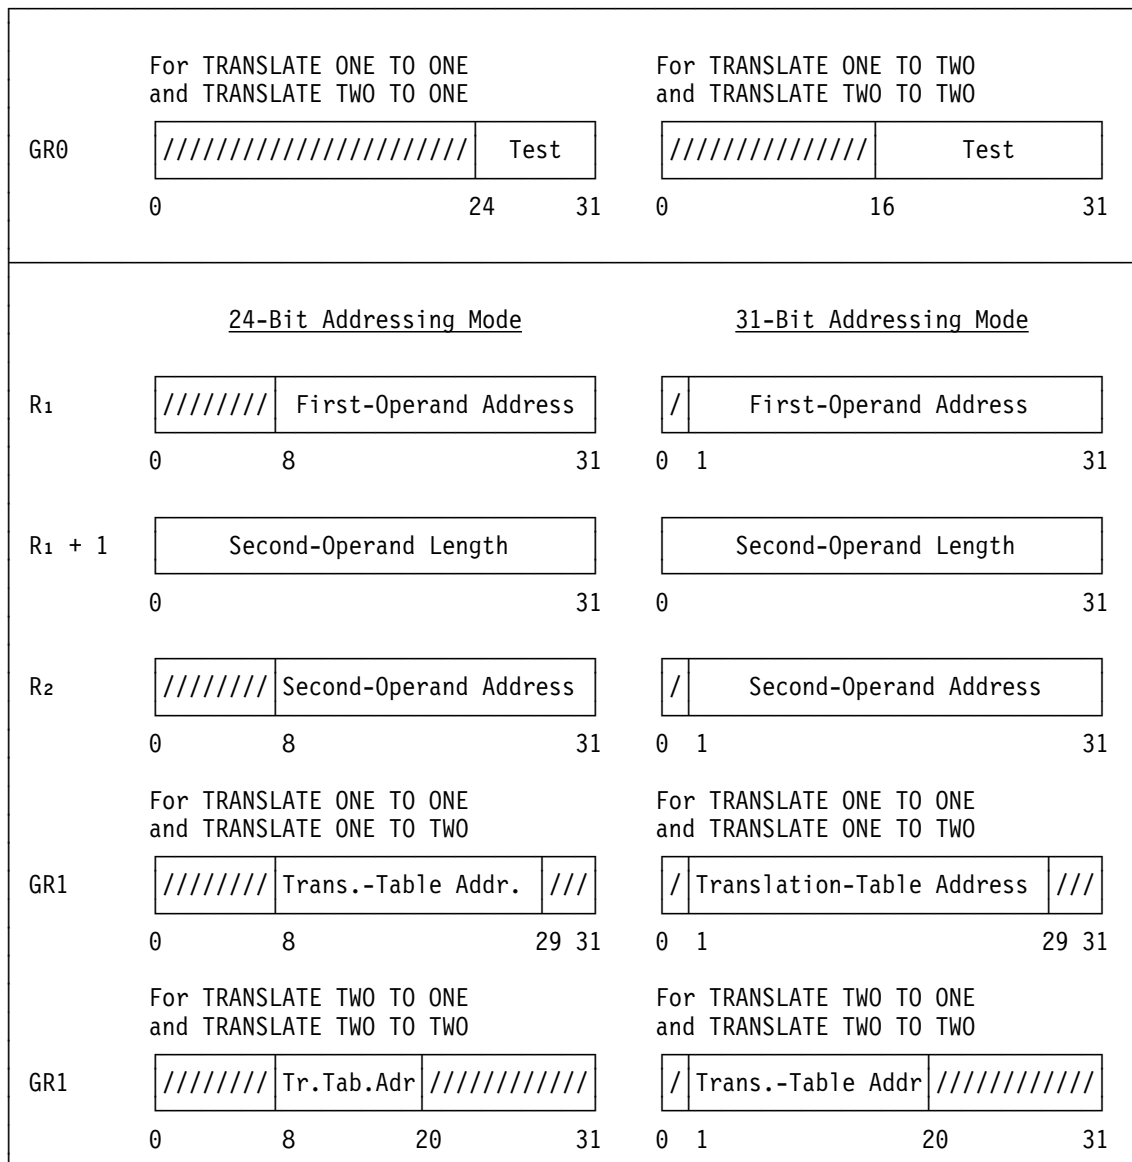 For TRANSLATE ONE TO ONE For TRANSLATE ONE TO TWO
and TRANSLATE TWO TO ONE and TRANSLATE TWO TO TWO
GR0 /////////////////////// Test /////////////// Test
0 24 31 0 16 31
24-Bit Addressing Mode 31-Bit Addressing Mode
R₁ //////// First-Operand Address / First-Operand Address
0 8 31 0 1 31
R₁ + 1 Second-Operand Length Second-Operand Length
0 31 0 31
R₂ //////// Second-Operand Address / Second-Operand Address
0 8 31 0 1 31
For TRANSLATE ONE TO ONE For TRANSLATE ONE TO ONE
and TRANSLATE ONE TO TWO and TRANSLATE ONE TO TWO
GR1 //////// Trans.-Table Addr. /// / Translation-Table Address ///
0 8 29 31 0 1 29 31
For TRANSLATE TWO TO ONE For TRANSLATE TWO TO ONE
and TRANSLATE TWO TO TWO and TRANSLATE TWO TO TWO
GR1 //////// Tr.Tab.Adr //////////// / Trans.-Table Addr ////////////
0 8 20 31 0 1 20 31